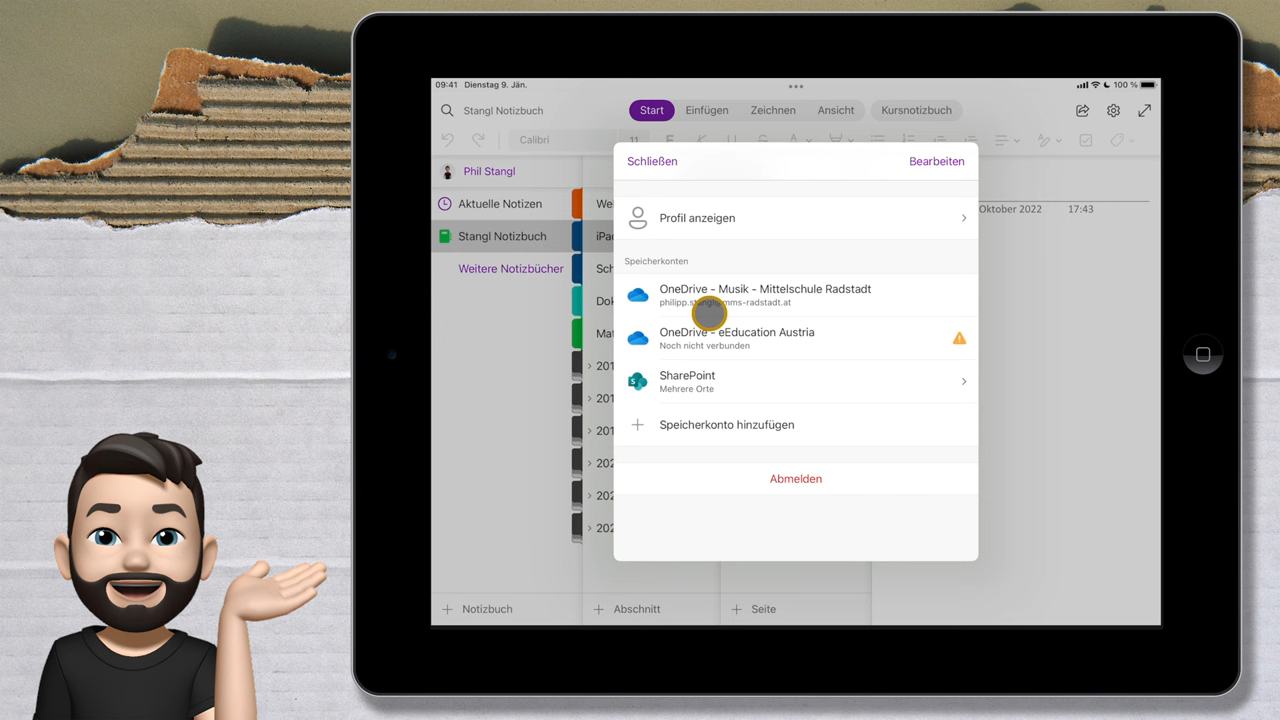 09:41 Dienstag 9. Jän.
100 %
Stangl Notizbuch
Start
Einfügen
Zeichnen
Ansicht
Kursnotizbuch
Calibri
11
Phil Stangl
Aktuelle Notizen
Stangl Notizbuch
Weitere Notizbücher
Schließen
Bearbeiten
Profil anzeigen
Speicherkonten
OneDrive - Musik - Mittelschule Radstadt
OneDrive - eEducation Austria
Noch nicht verbunden
SharePoint
Mehrere Orte
Speicherkonto hinzufügen
Abmelden
Oktober 2022 17:43
Notizbuch
Abschnitt
Seite